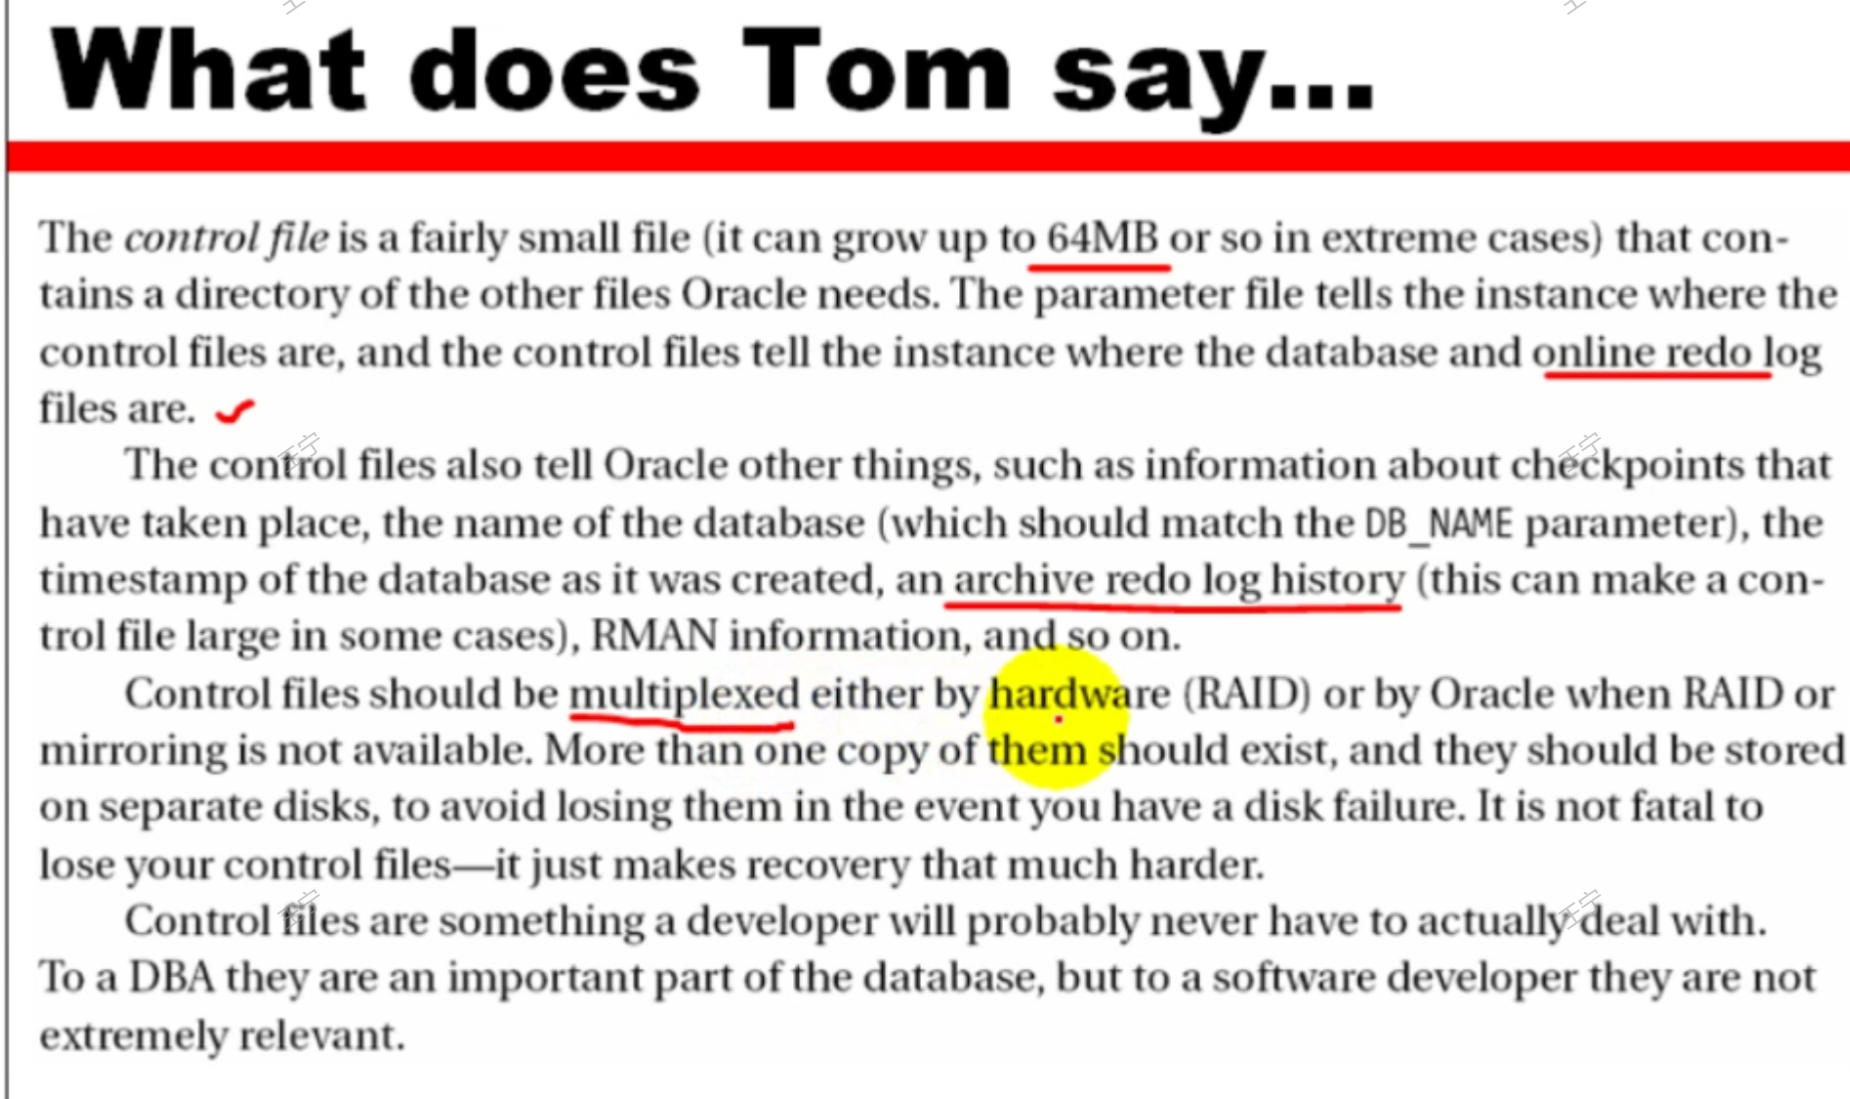 What does Tom say...
The control file is a fairly small file (it can grow up to 64MB or so in extreme cases) that con-
tains a directory of the other files Oracle needs. The parameter file tells the instance where the
control files are, and the control files tell the instance where the database and online redo log
files are.
The control files also tell Oracle other things, such as information about checkpoints that
have taken place, the name of the database (which should match the DB_NAME parameter), the
timestamp of the database as it was created, an archive redo log history (this can make a con-
trol file large in some cases), RMAN information, and so on.
Control files should be multiplexed either by hardware (RAID) or by Oracle when RAID or
mirroring is not available. More than one copy of them should exist, and they should be stored
on separate disks, to avoid losing them in the event you have a disk failure. It is not fatal to
lose your control files—it just makes recovery that much harder.
Control files are something a developer will probably never have to actually deal with.
To a DBA they are an important part of the database, but to a software developer they are not
extremely relevant.